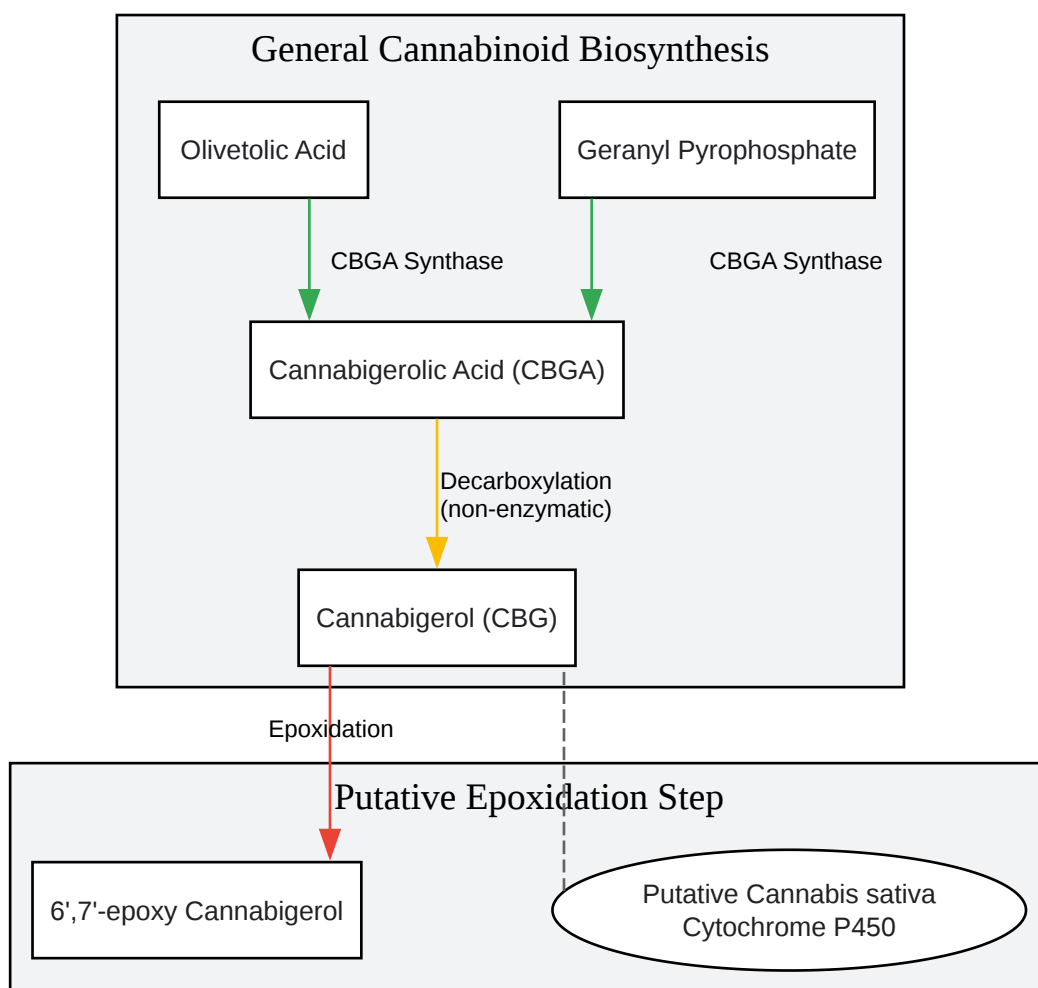 General Cannabinoid Biosynthesis
Olivetolic Acid
Geranyl Pyrophosphate
CBGA Synthase
CBGA Synthase
Cannabigerolic Acid (CBGA)
Decarboxylation
(non-enzymatic)
Cannabigerol (CBG)
Epoxidation
Putative Epoxidation Step
6',7'-epoxy Cannabigerol
Putative Cannabis sativa
Cytochrome P450